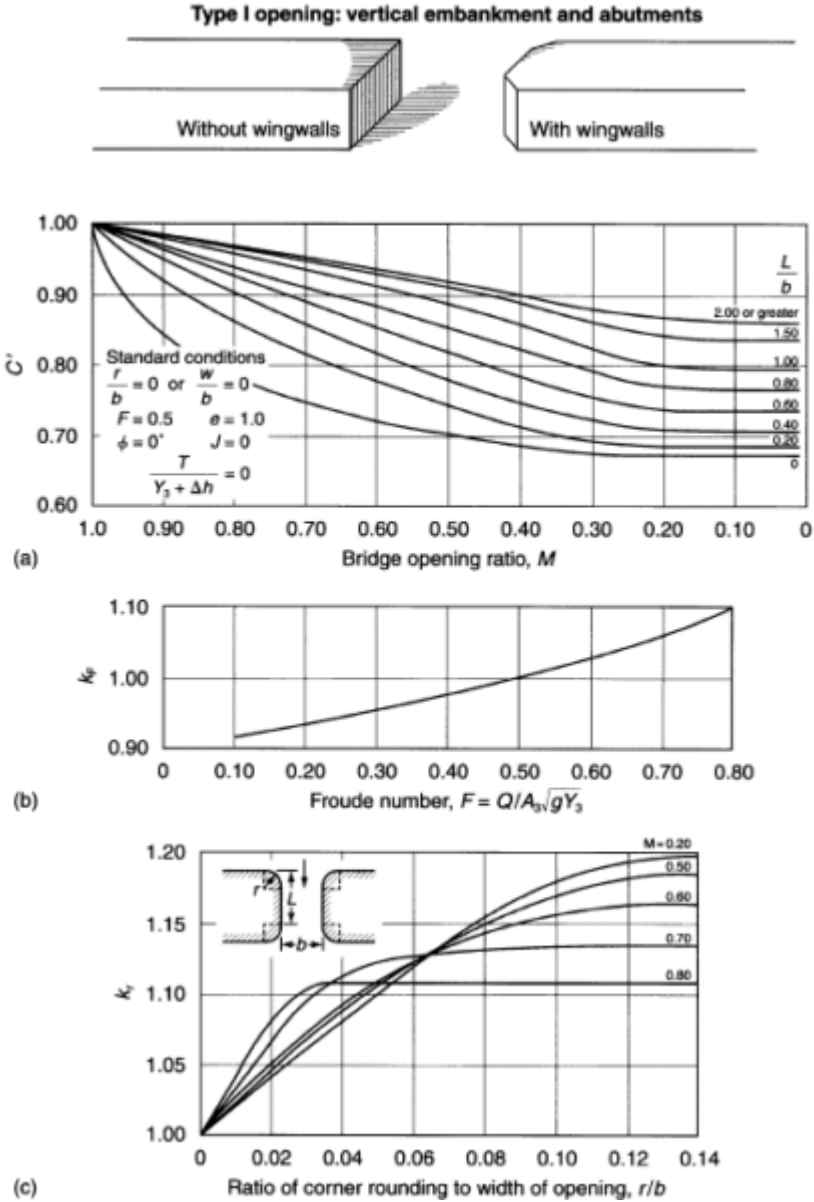 Type I opening: vertical embankment and abutments
Without wingwalls
With wingwalls
1.00
0.90
0.80
0.70
0.60
C'
L/b
2.00 or greater
1.50
1.00
0.80
0.60
0.40
0.20
0
Standard conditions
r/b = 0 or w/b = 0
F = 0.5 e = 1.0
ϕ = 0° J = 0
T/(Y₃ + Δh) = 0
1.0 0.90 0.80 0.70 0.60 0.50 0.40 0.30 0.20 0.10 0
(a) Bridge opening ratio, M
1.10
1.00
0.90
k_F
0 0.10 0.20 0.30 0.40 0.50 0.60 0.70 0.80
(b) Froude number, F = Q/A₃√gY₃
1.20
1.15
1.10
1.05
1.00
k_r
r
L
b
M = 0.20
0.50
0.60
0.70
0.80
0 0.02 0.04 0.06 0.08 0.10 0.12 0.14
(c) Ratio of corner rounding to width of opening, r/b